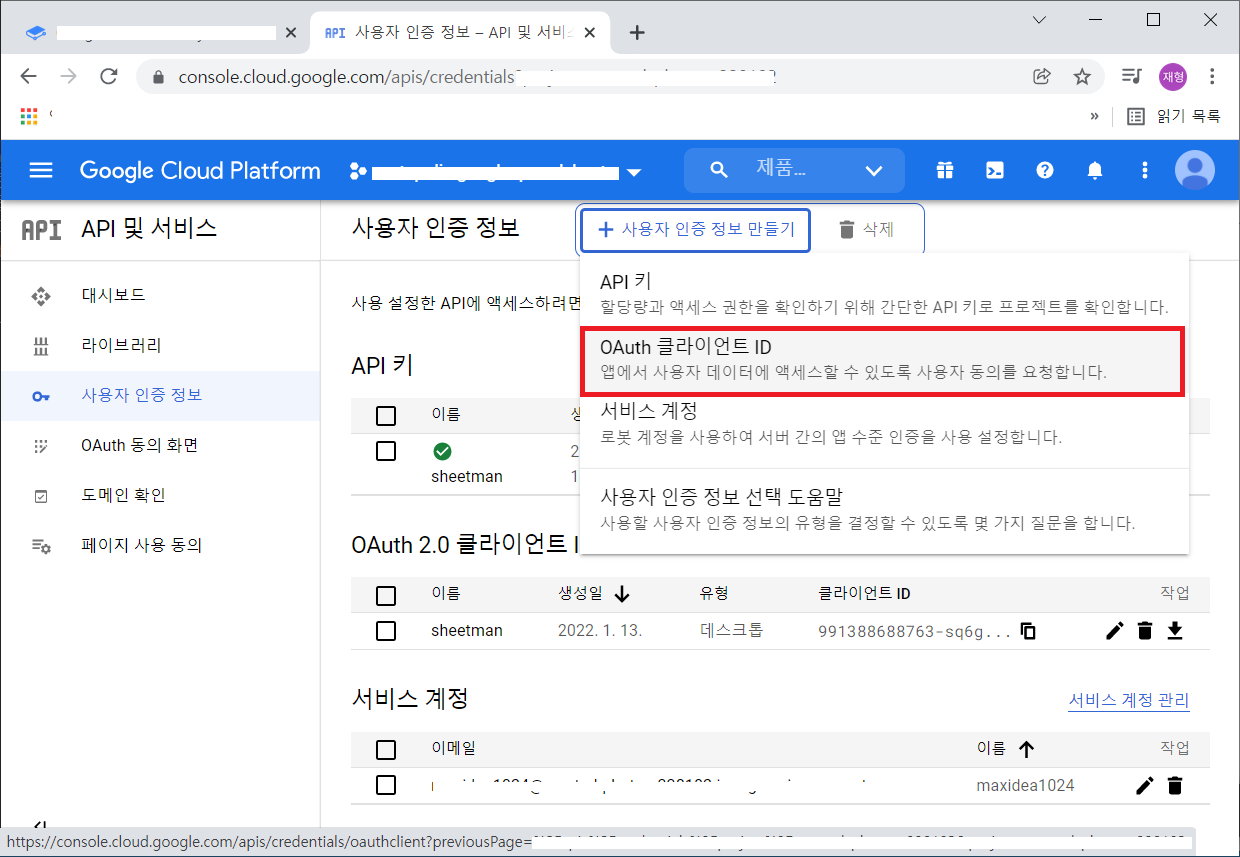 API 사용자 인증 정보 – API 및 서비
console.cloud.google.com/apis/credentials
재형
» 읽기 목록
Google Cloud Platform
제품...
API API 및 서비스
사용자 인증 정보
+ 사용자 인증 정보 만들기
삭제
대시보드
라이브러리
사용자 인증 정보
OAuth 동의 화면
도메인 확인
페이지 사용 동의
사용 설정한 API에 액세스하려면
API 키
할당량과 액세스 권한을 확인하기 위해 간단한 API 키로 프로젝트를 확인합니다.
OAuth 클라이언트 ID
앱에서 사용자 데이터에 액세스할 수 있도록 사용자 동의를 요청합니다.
서비스 계정
로봇 계정을 사용하여 서버 간의 앱 수준 인증을 사용 설정합니다.
사용자 인증 정보 선택 도움말
사용할 사용자 인증 정보의 유형을 결정할 수 있도록 몇 가지 질문을 합니다.
API 키
이름
sheetman
OAuth 2.0 클라이언트 I
이름 생성일 유형 클라이언트 ID 작업
sheetman 2022. 1. 13. 데스크톱 991388688763-sq6g...
서비스 계정
서비스 계정 관리
이메일 이름 작업
maxidea1024
https://console.cloud.google.com/apis/credentials/oauthclient?previousPage=